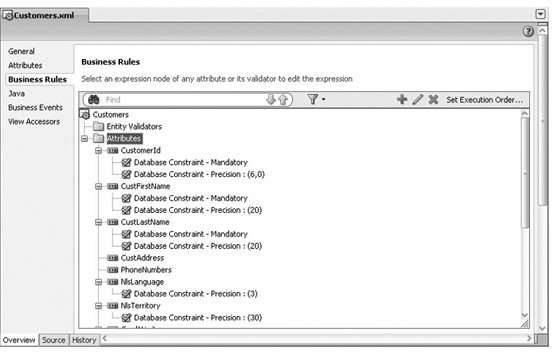 Customers.xml
General
Attributes
Business Rules
Java
Business Events
View Accessors
Business Rules
Select an expression node of any attribute or its validator to edit the expression
Find
Set Execution Order...
Customers
Entity Validators
Attributes
CustomerId
Database Constraint - Mandatory
Database Constraint - Precision : (6,0)
CustFirstName
Database Constraint - Mandatory
Database Constraint - Precision : (20)
CustLastName
Database Constraint - Mandatory
Database Constraint - Precision : (20)
CustAddress
PhoneNumbers
NlsLanguage
Database Constraint - Precision : (3)
NlsTerritory
Database Constraint - Precision : (30)
Overview Source History